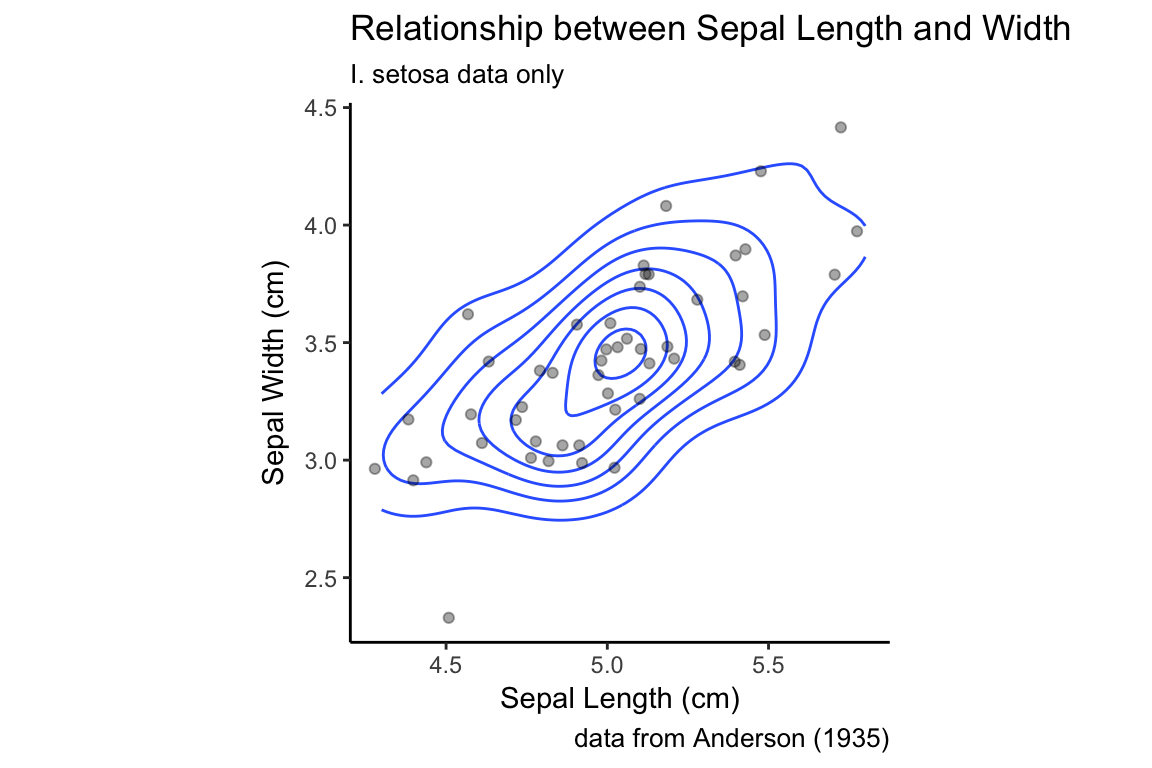 Relationship between Sepal Length and Width
I. setosa data only
4.5
4.0
3.5
3.0
2.5
Sepal Width (cm)
4.5 5.0 5.5
Sepal Length (cm)
data from Anderson (1935)